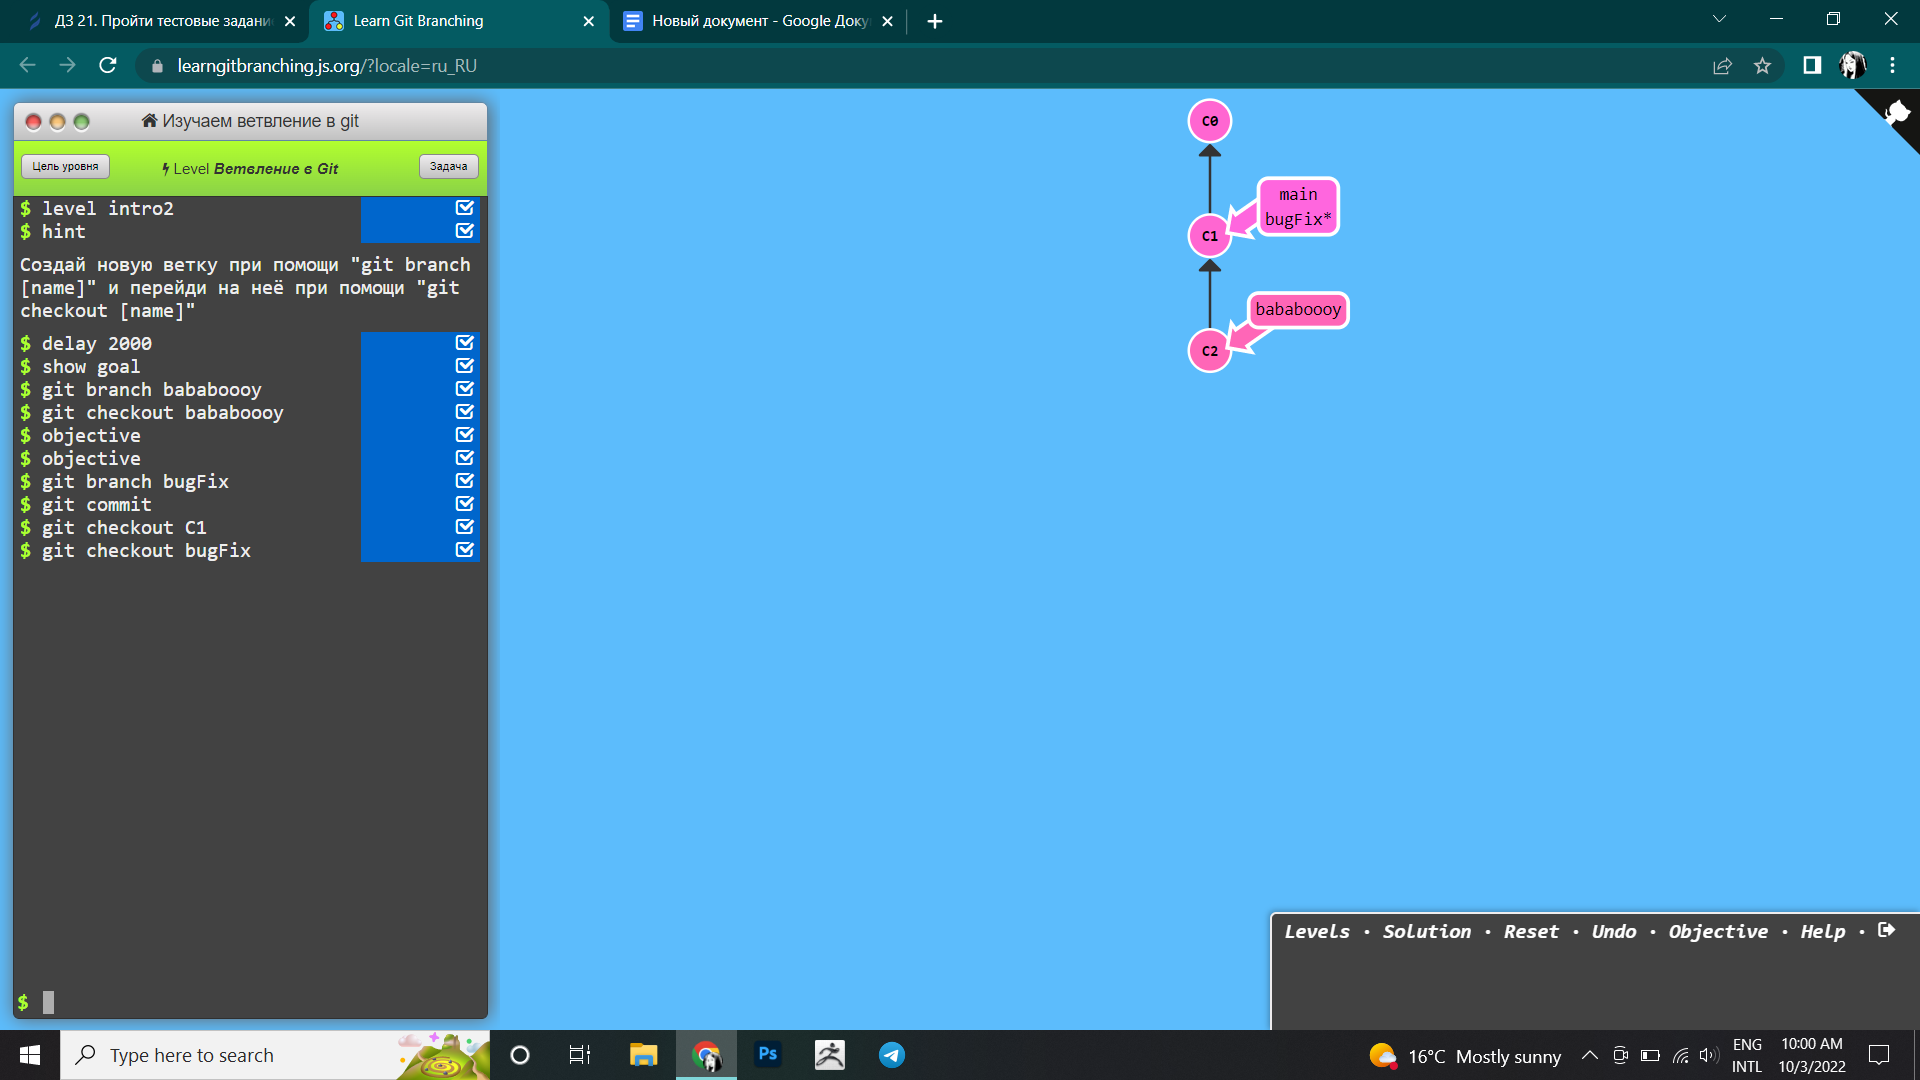 ДЗ 21. Пройти тестовые задани
Learn Git Branching
Новый документ - Google Доку
learngitbranching.js.org/?locale=ru_RU
Изучаем ветвление в git
Цель уровня
Level Ветвление в Git
Задача
$ level intro2
$ hint
Создай новую ветку при помощи "git branch
[name]" и перейди на неё при помощи "git
checkout [name]"
$ delay 2000
$ show goal
$ git branch bababoooy
$ git checkout bababoooy
$ objective
$ objective
$ git branch bugFix
$ git commit
$ git checkout C1
$ git checkout bugFix
$
C0
main
bugFix*
C1
bababoooy
C2
Levels · Solution · Reset · Undo · Objective · Help ·
Type here to search
Ps
16°C Mostly sunny
ENG
INTL
10:00 AM
10/3/2022